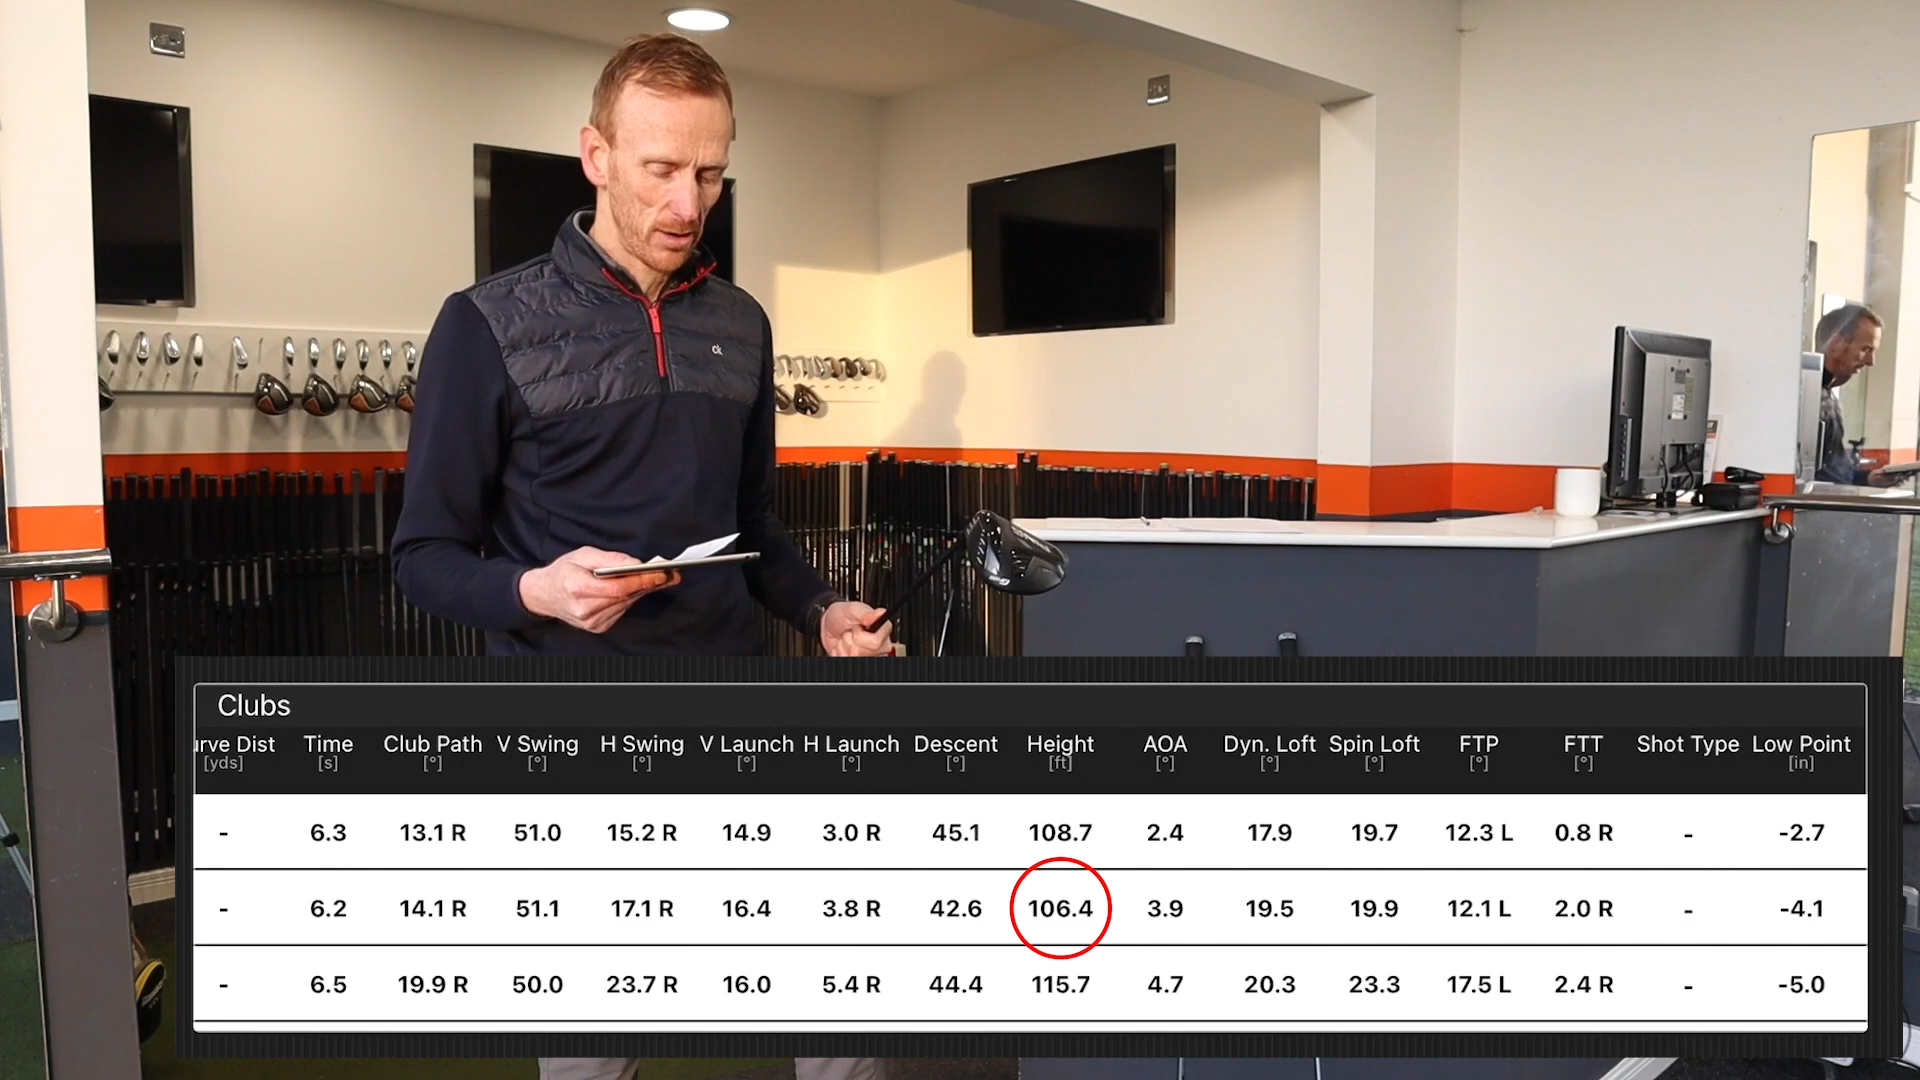 ck
Clubs
urve Dist Time Club Path V Swing H Swing V Launch H Launch Descent Height AOA Dyn. Loft Spin Loft FTP FTT Shot Type Low Point
[yds] [s] [°] [°] [°] [°] [°] [°] [ft] [°] [°] [°] [°] [°] [in]
- 6.3 13.1 R 51.0 15.2 R 14.9 3.0 R 45.1 108.7 2.4 17.9 19.7 12.3 L 0.8 R - -2.7
- 6.2 14.1 R 51.1 17.1 R 16.4 3.8 R 42.6 106.4 3.9 19.5 19.9 12.1 L 2.0 R - -4.1
- 6.5 19.9 R 50.0 23.7 R 16.0 5.4 R 44.4 115.7 4.7 20.3 23.3 17.5 L 2.4 R - -5.0